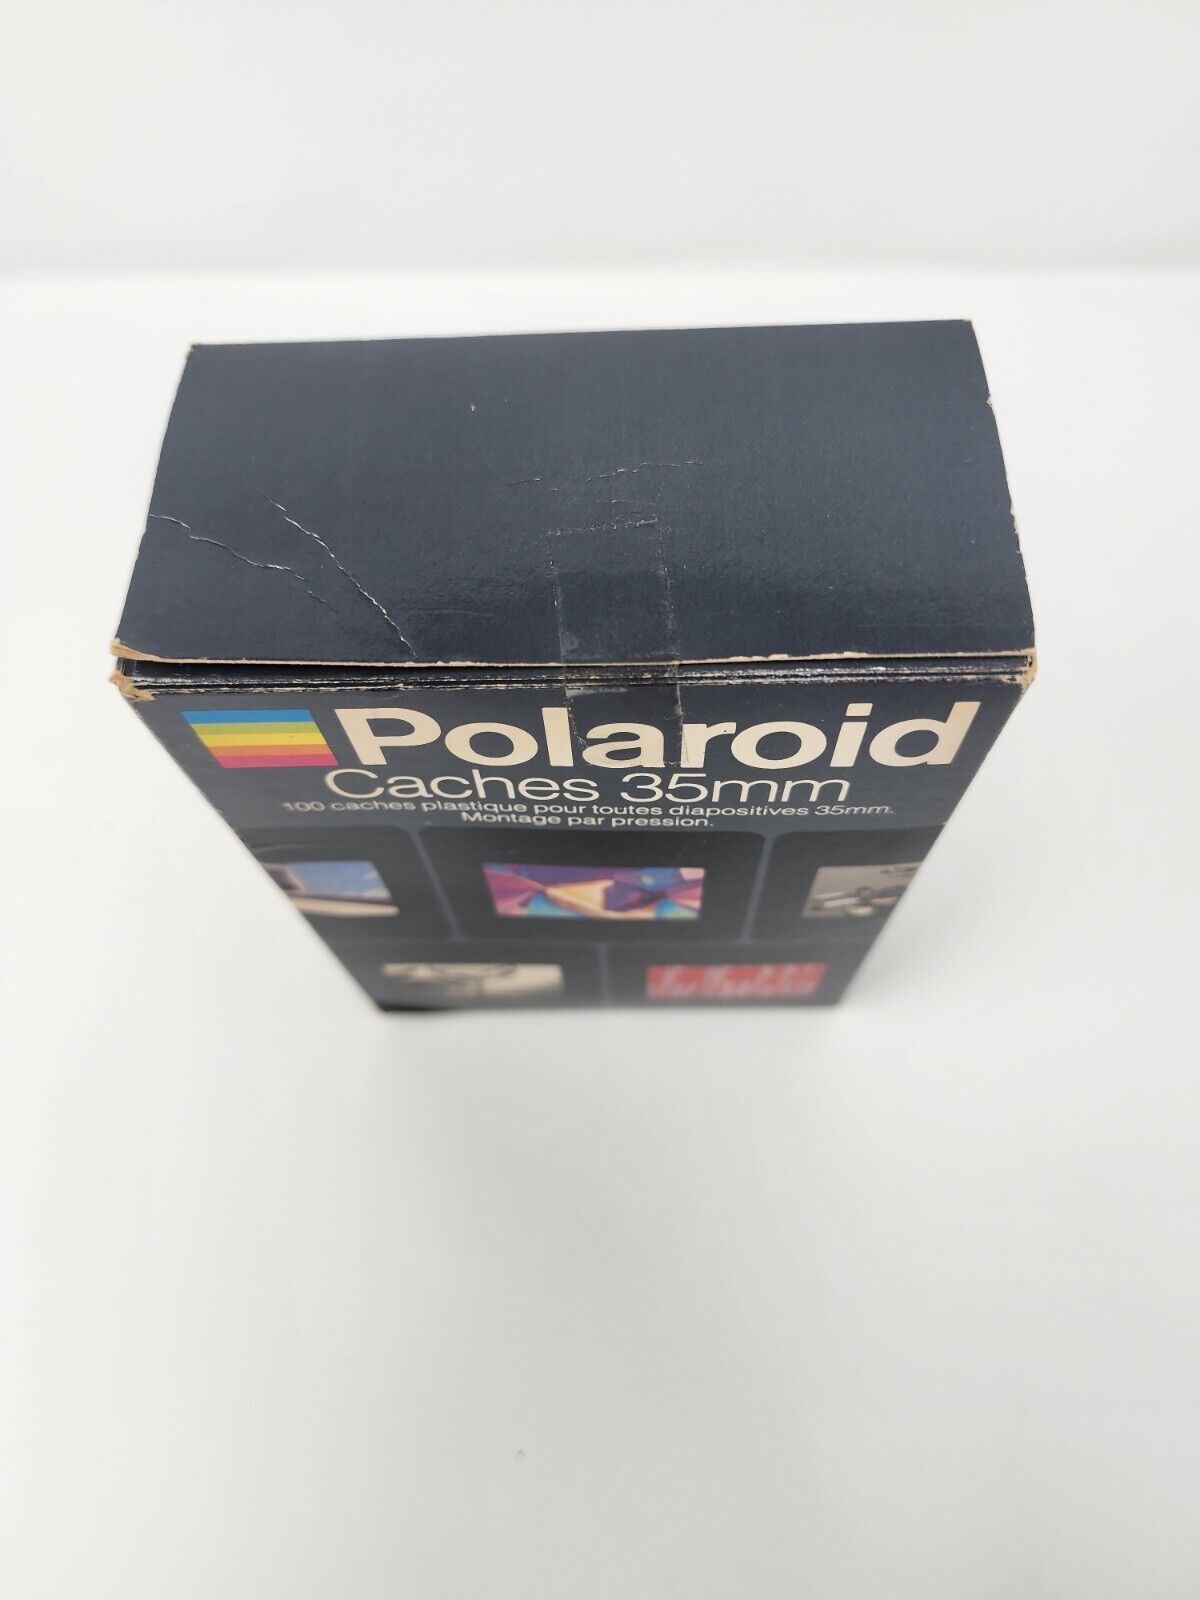 Polaroid
Caches 35mm
100 caches plastique pour toutes diapositives 35mm.
Montage par pression.